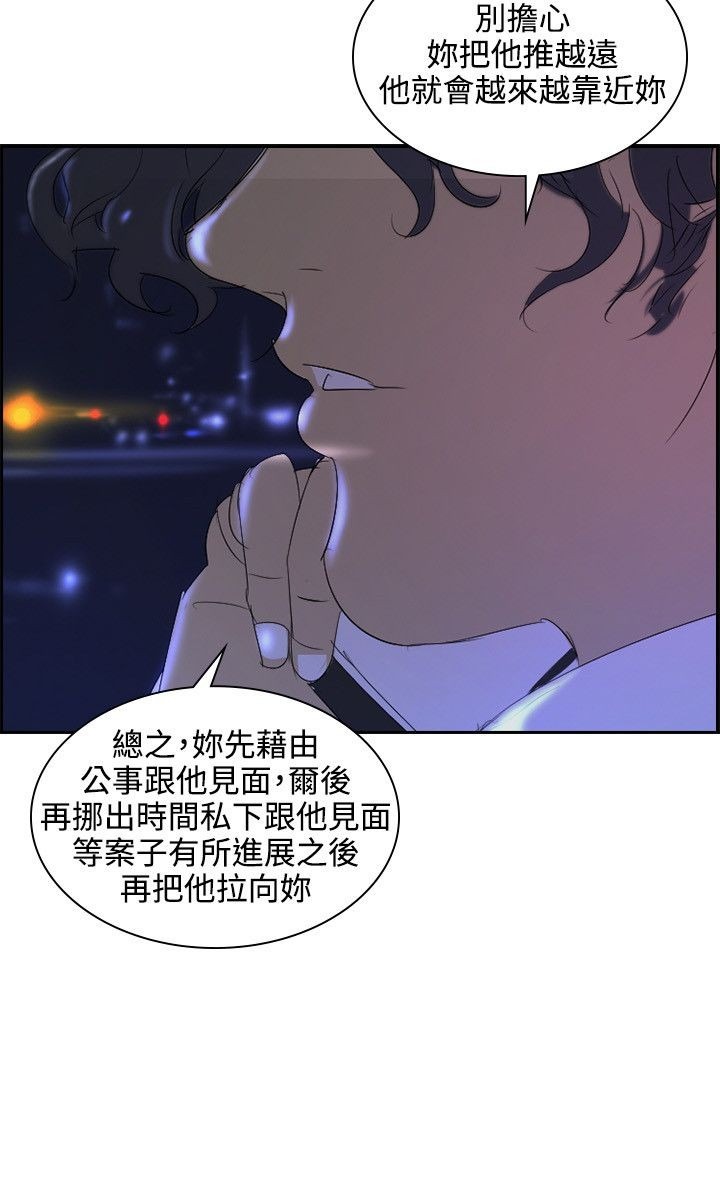 別擔心
妳把他推越遠
他就會越來越靠近妳
總之，妳先藉由
公事跟他見面，爾後
再挪出時間私下跟他見面
等案子有所進展之後
再把他拉向妳